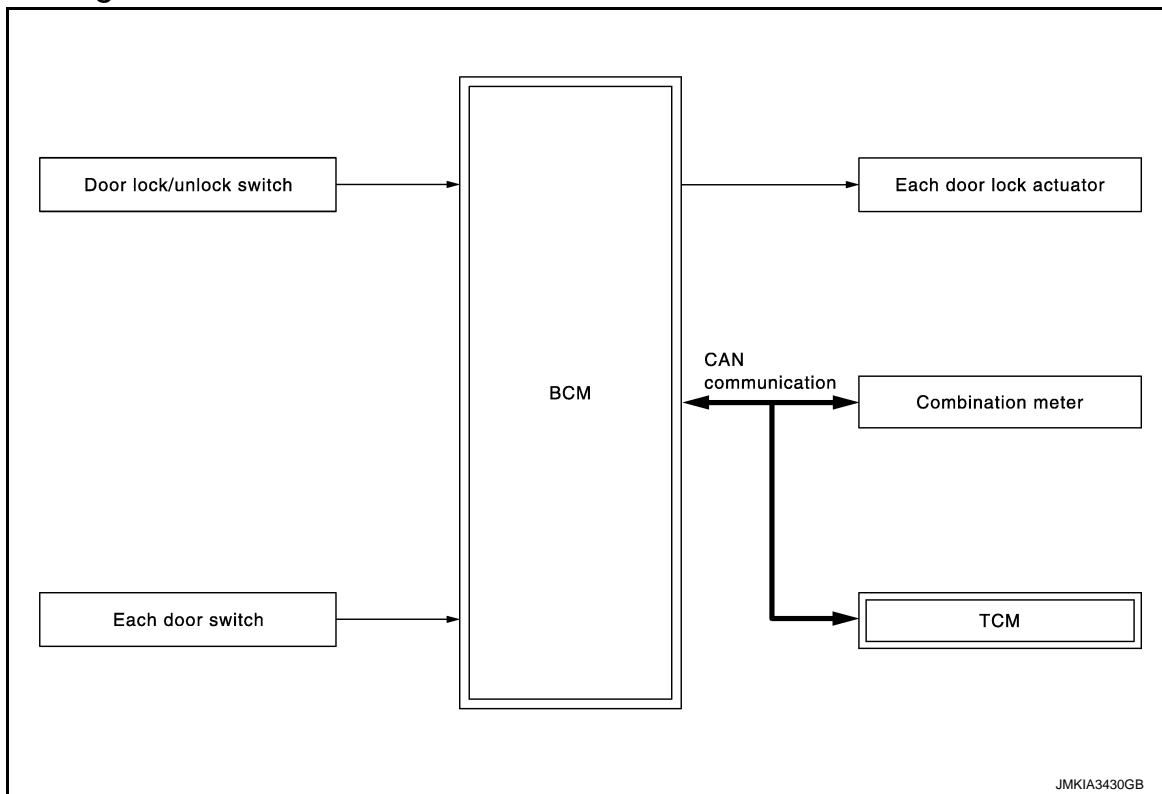 Door lock/unlock switch
Each door lock actuator
CAN
communication
BCM
Combination meter
Each door switch
TCM
JMKIA3430GB